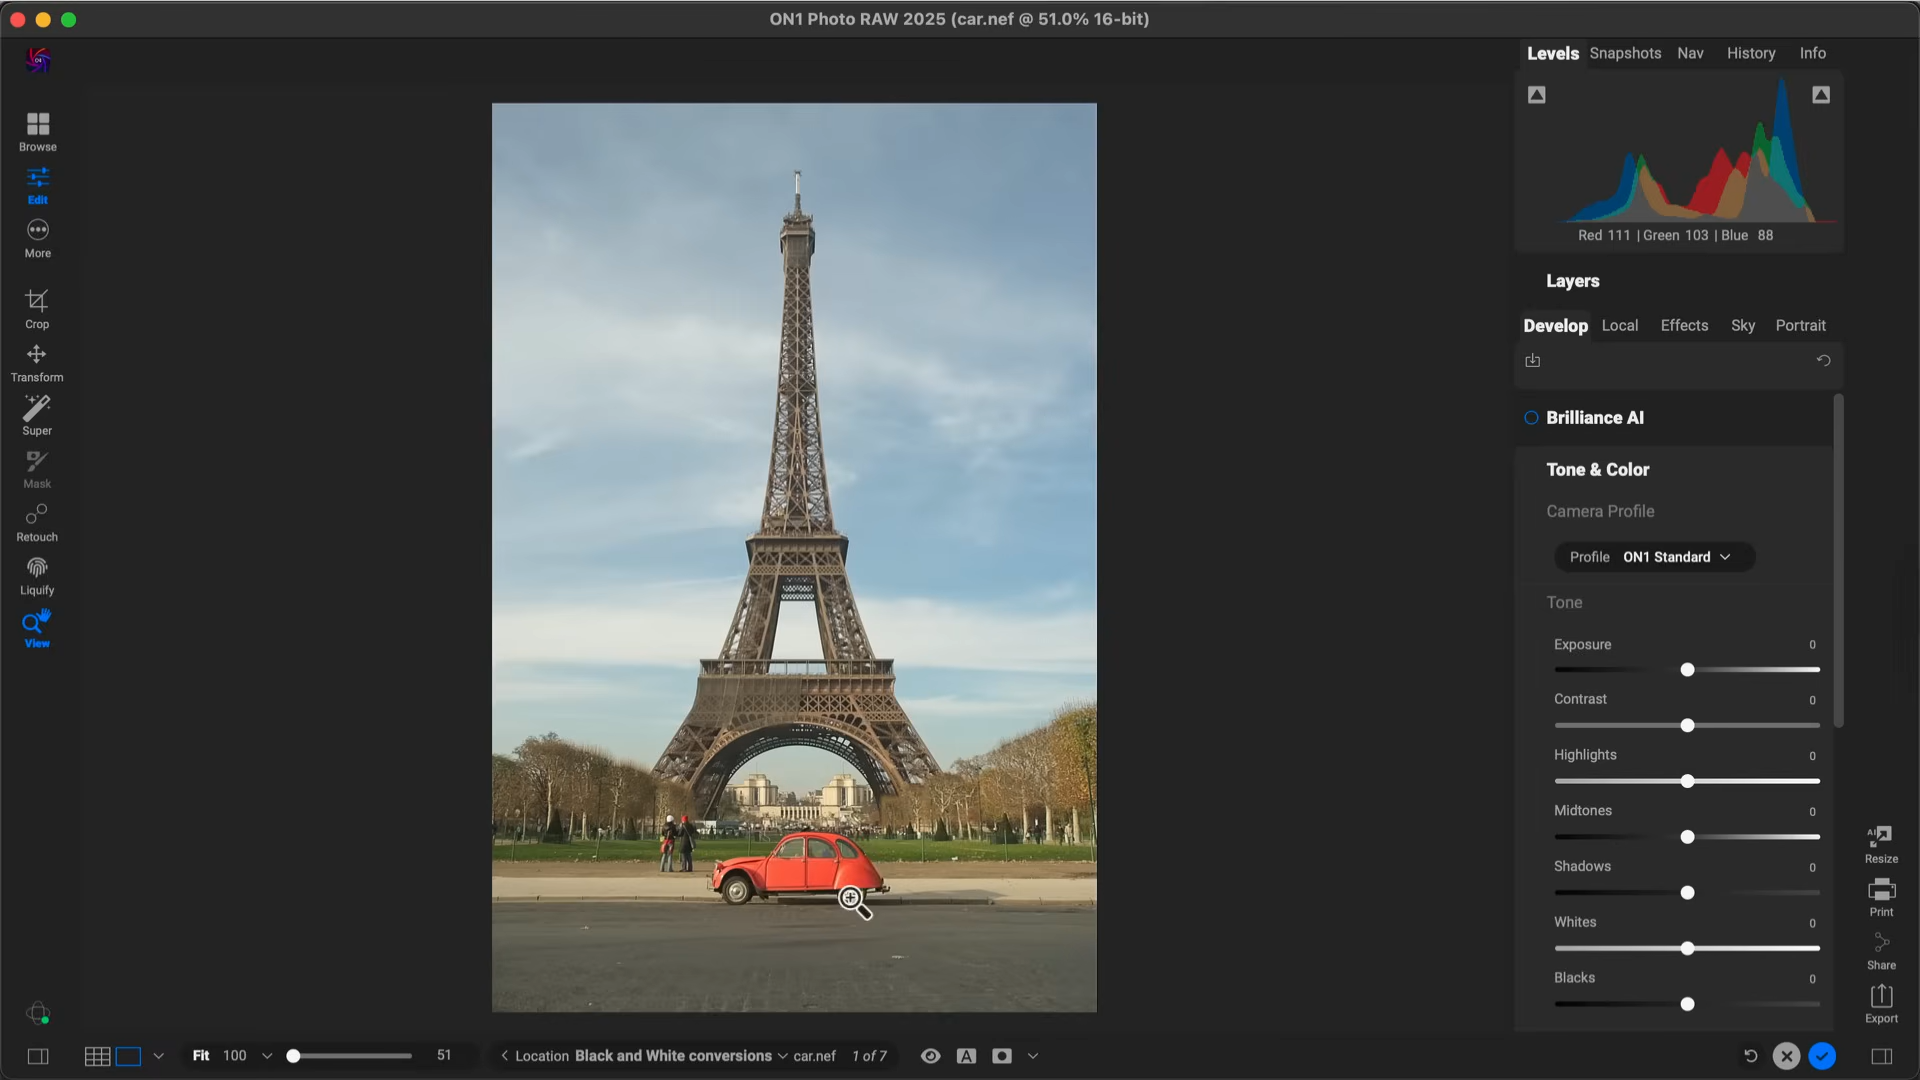 ON1 Photo RAW 2025 (car.nef @ 51.0% 16-bit)
Levels Snapshots Nav History Info
Red 111 | Green 103 | Blue 88
Layers
Develop Local Effects Sky Portrait
Brilliance AI
Tone & Color
Camera Profile
Profile ON1 Standard
Tone
Exposure 0
Contrast 0
Highlights 0
Midtones 0
Shadows 0
Whites 0
Blacks 0
Browse
Edit
More
Crop
Transform
Super
Mask
Retouch
Liquify
View
AI
Resize
Print
Share
Export
Fit 100 51
Location Black and White conversions car.nef 1 of 7
A